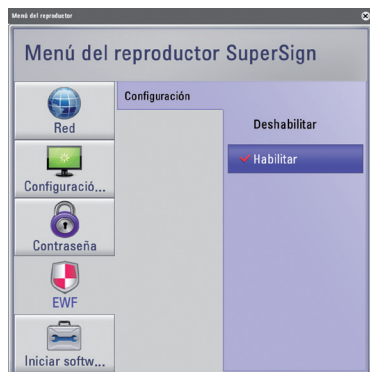 Menú del reproductor
Menú del reproductor SuperSign
Red
Configuració...
Contraseña
EWF
Iniciar softw...
Configuración
Deshabilitar
Habilitar